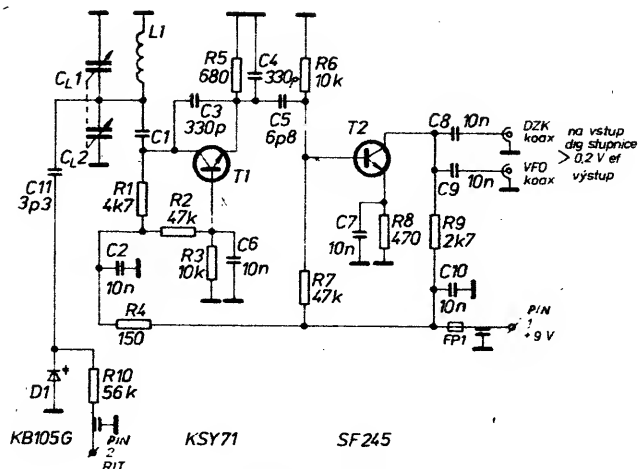 L1
R5
680
C4
330p
R6
10k
CL1
C3
330p
C5
6p8
T2
C8
10n
DZK
koax
na vstup
dig stupnice
> 0,2 V ef
výstup
CL2
C1
T1
C9
10n
VFO
koax
C11
3p3
R1
4k7
R2
47k
C7
10n
R8
470
R9
2k7
C2
10n
R3
10k
C6
10n
R7
47k
C10
10n
R4
150
FP1
PIN
1
+9 V
D1
+
R10
56k
KB105G
PIN
2
RIT
KSY71
SF245